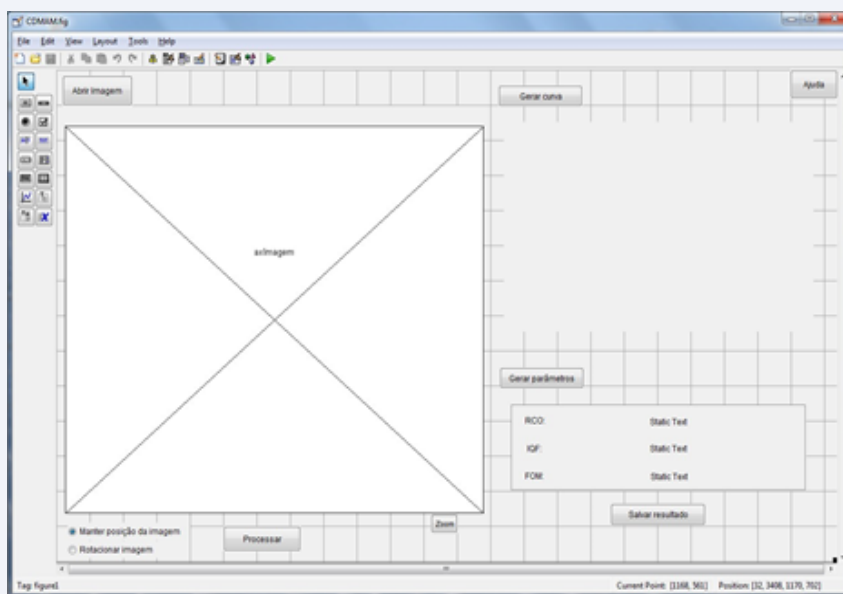 CDMAM.fig
File Edit View Layout Tools Help
Abrir Imagem
Gerar curva
Ajuda
axImagem
Gerar parâmetros
RCO: Static Text
IQF: Static Text
FOM: Static Text
Salvar resultado
Zoom
Manter posição da imagem
Rotacionar imagem
Processar
Tag: figure1 Current Point: [1168, 561] Position: [32, 3408, 1170, 702]